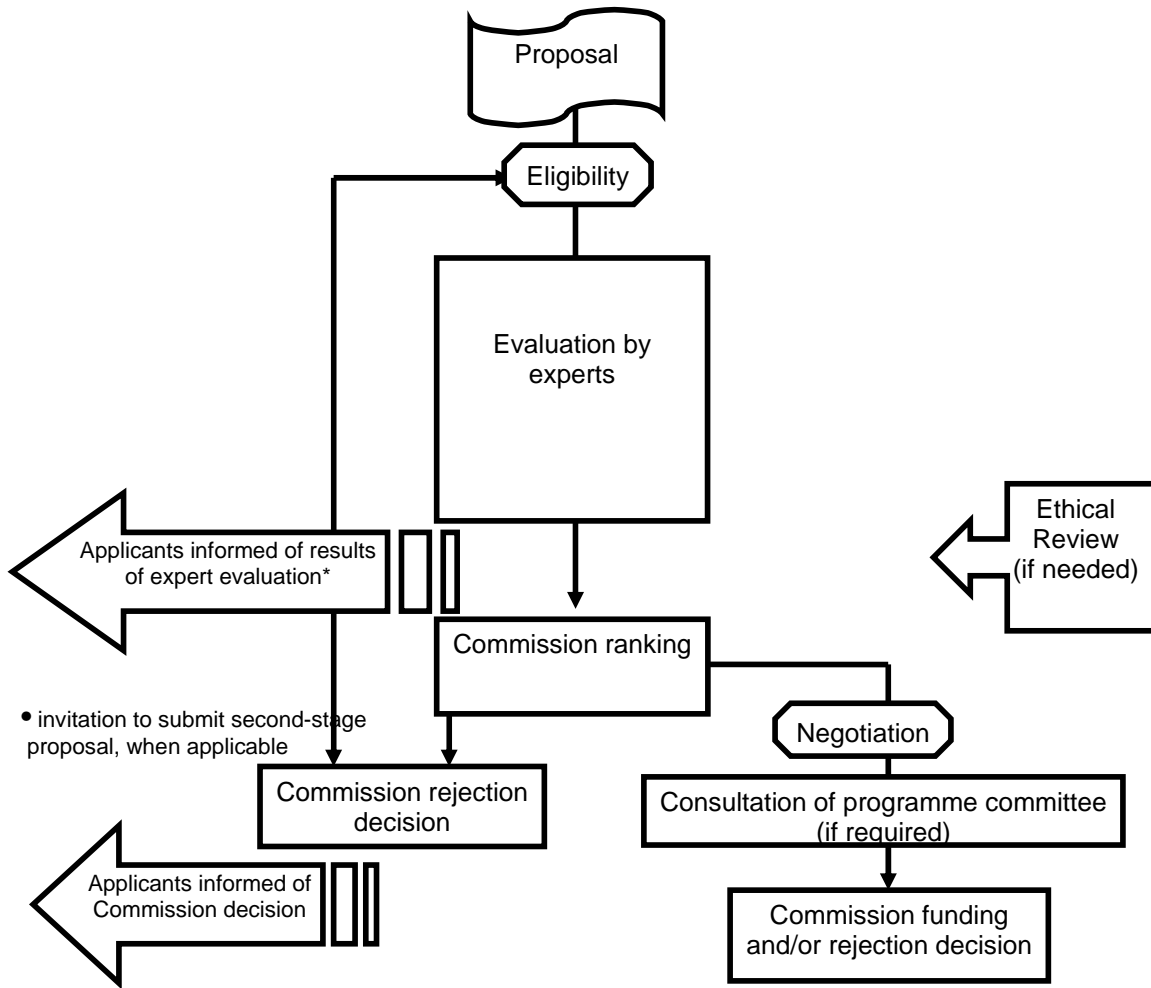 Proposal
Eligibility
Evaluation by
experts
Applicants informed of results
of expert evaluation*
Ethical
Review
(if needed)
Commission ranking
• invitation to submit second-stage
proposal, when applicable
Negotiation
Commission rejection
decision
Consultation of programme committee
(if required)
Applicants informed of
Commission decision
Commission funding
and/or rejection decision